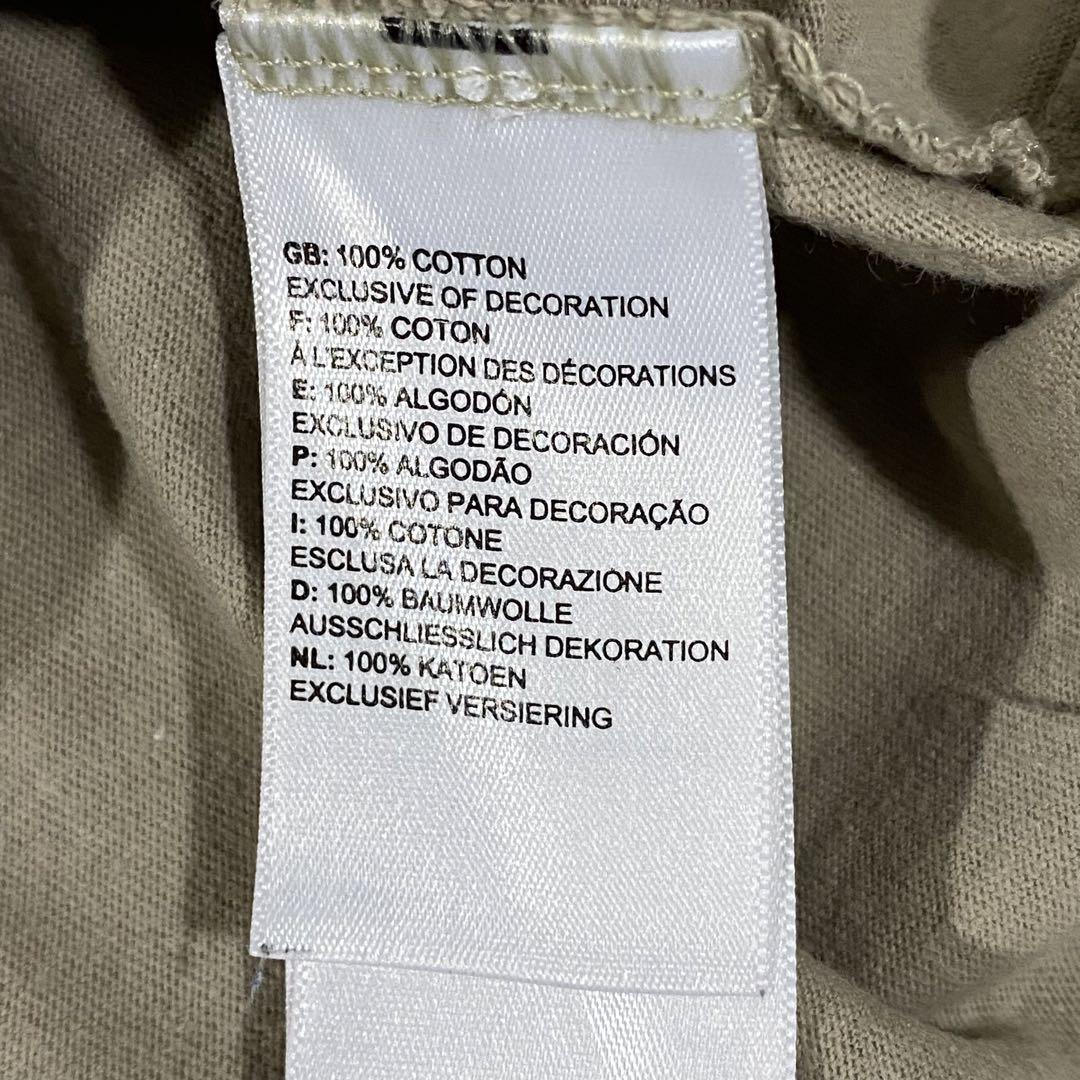 GB: 100% COTTON
EXCLUSIVE OF DECORATION
F: 100% COTON
À L'EXCEPTION DES DÉCORATIONS
E: 100% ALGODÓN
EXCLUSIVO DE DECORACIÓN
P: 100% ALGODÃO
EXCLUSIVO PARA DECORAÇÃO
I: 100% COTONE
ESCLUSA LA DECORAZIONE
D: 100% BAUMWOLLE
AUSSCHLIESSLICH DEKORATION
NL: 100% KATOEN
EXCLUSIEF VERSIERING